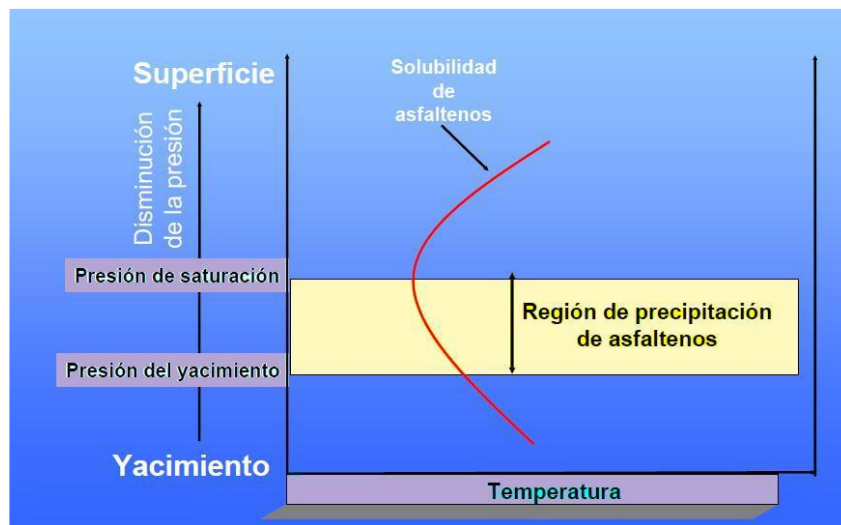 Superficie
Solubilidad
de
asfaltenos
Disminución
de la presión
Presión de saturación
Región de precipitación
de asfaltenos
Presión del yacimiento
Yacimiento
Temperatura